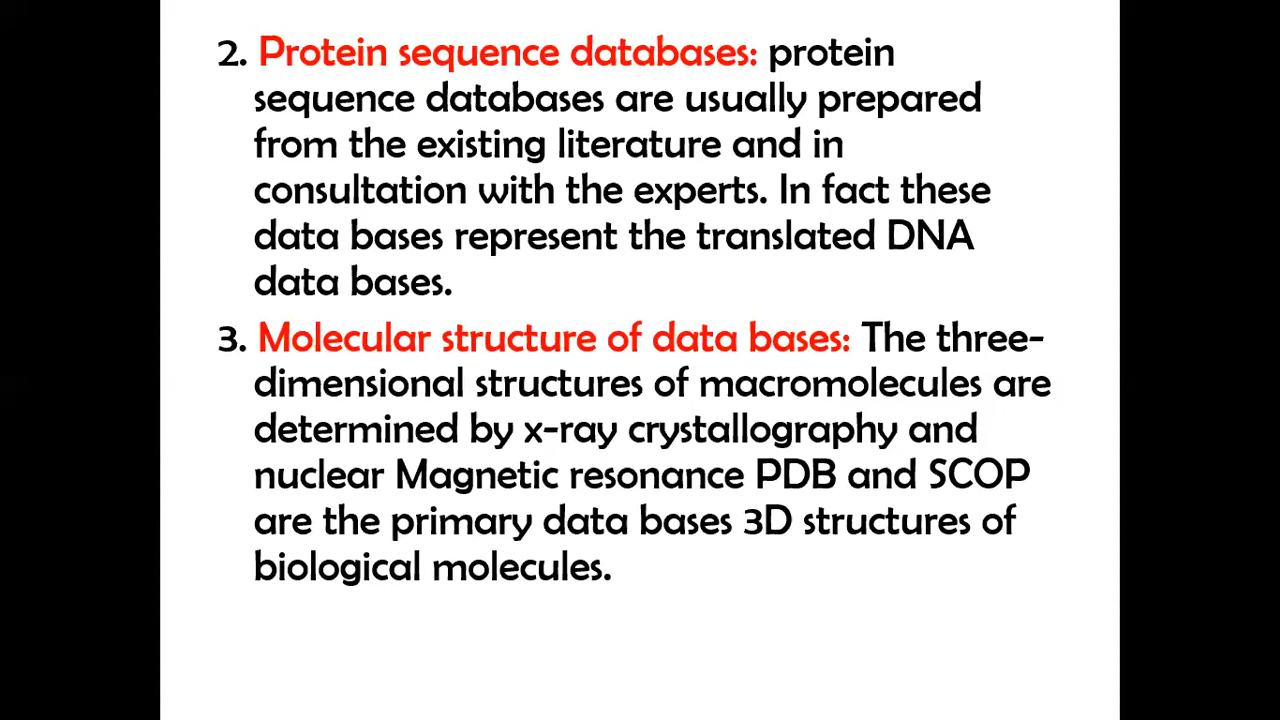 2. Protein sequence databases: protein
sequence databases are usually prepared
from the existing literature and in
consultation with the experts. In fact these
data bases represent the translated DNA
data bases.
3. Molecular structure of data bases: The three-
dimensional structures of macromolecules are
determined by x-ray crystallography and
nuclear Magnetic resonance PDB and SCOP
are the primary data bases 3D structures of
biological molecules.